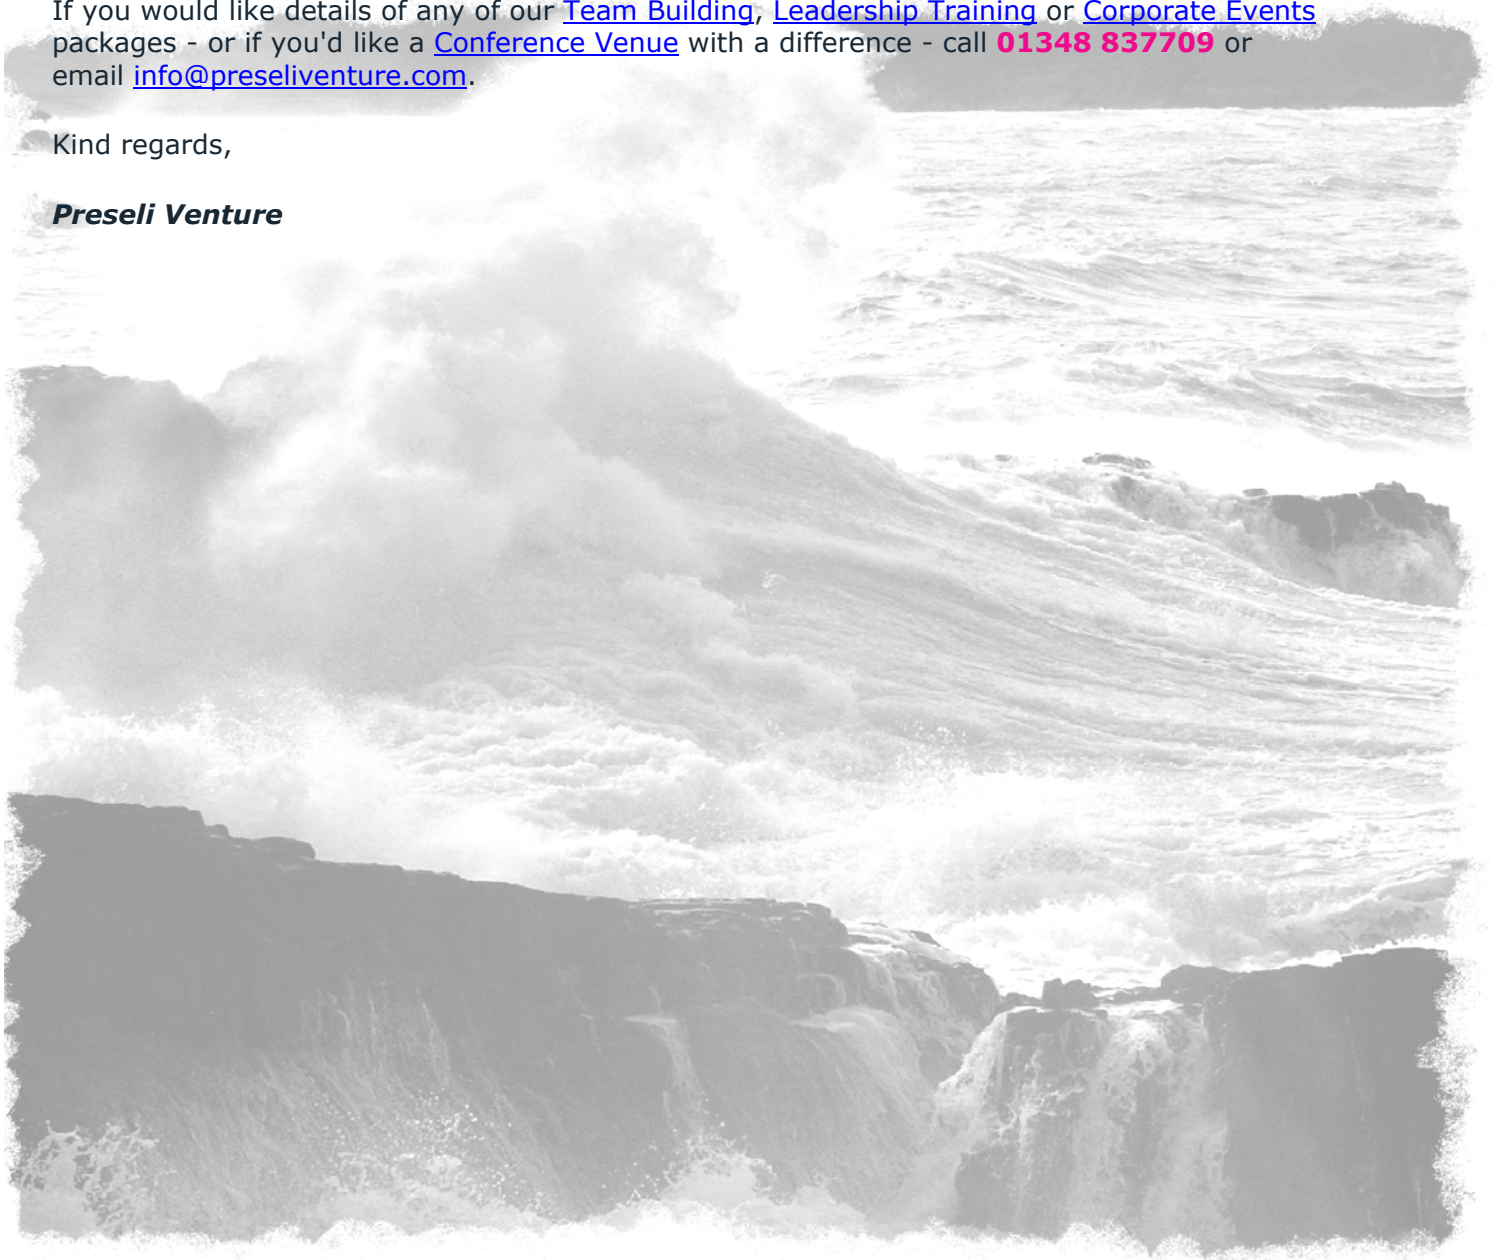 If you would like details of any of our Team Building, Leadership Training or Corporate Events
packages - or if you'd like a Conference Venue with a difference - call 01348 837709 or
email info@preseliventure.com.
Kind regards,
Preseli Venture